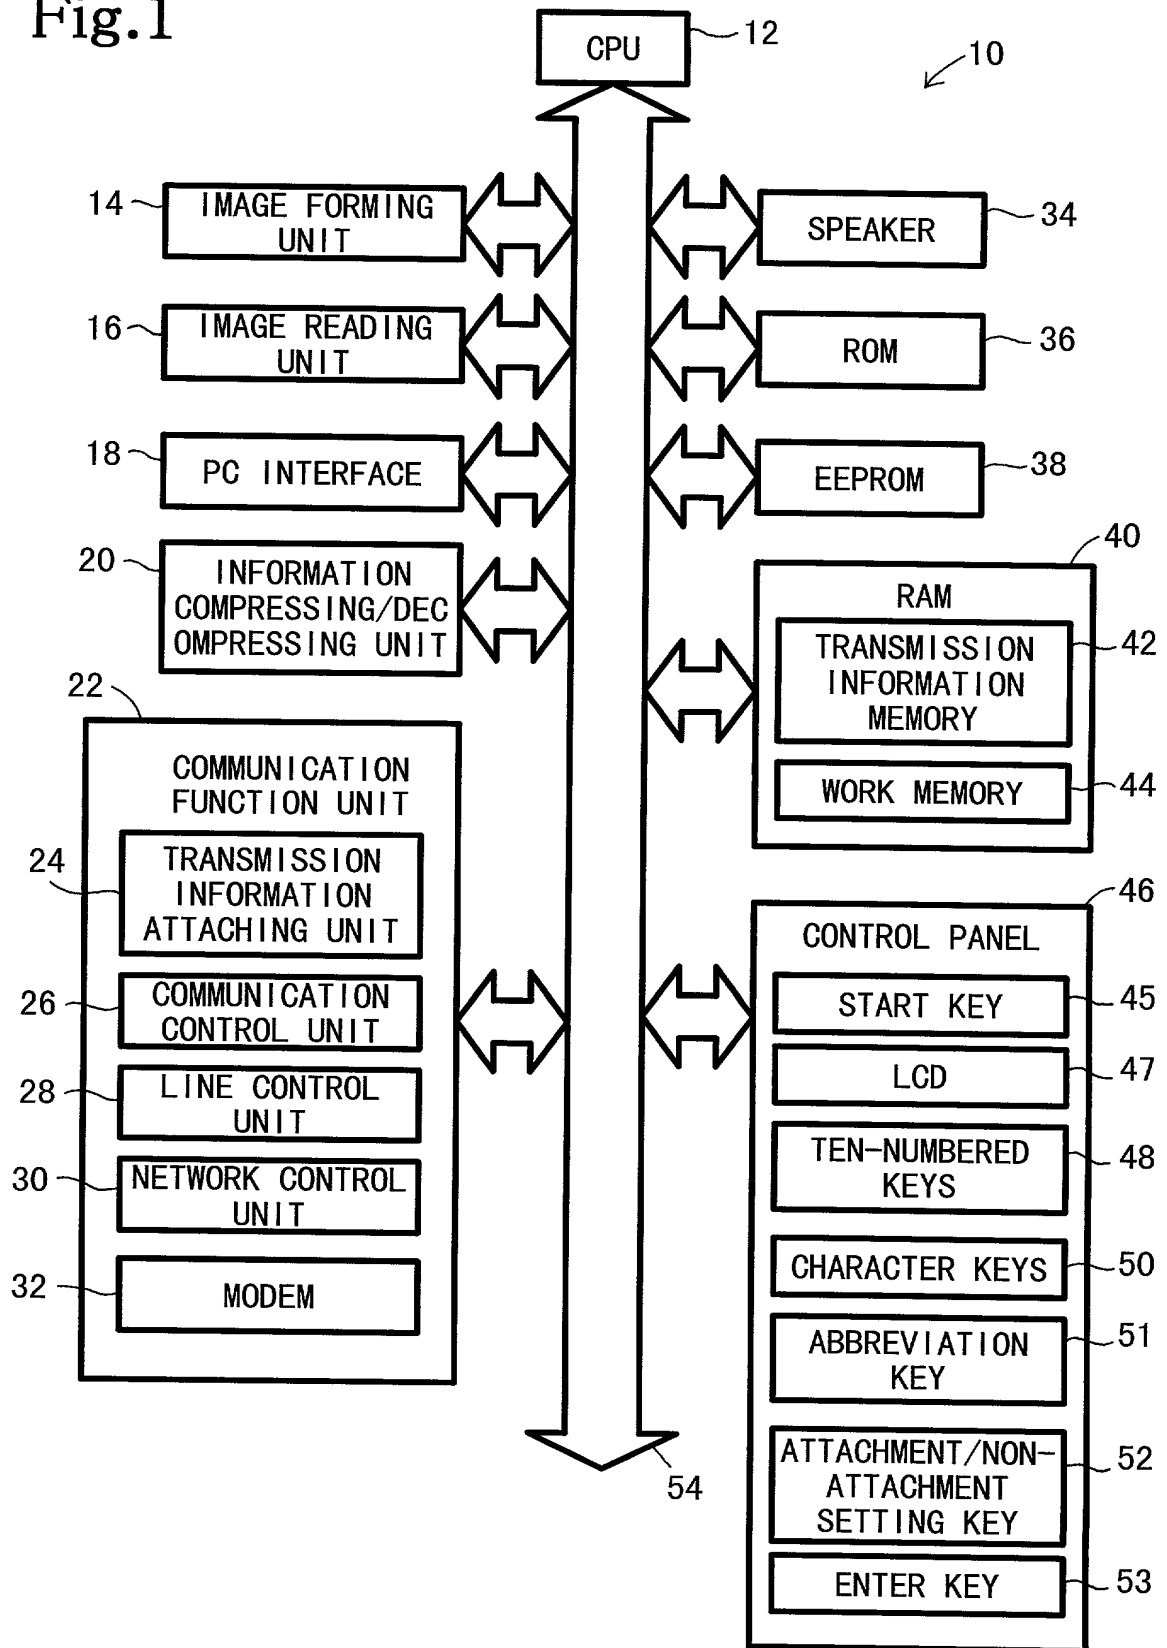 Fig.1
CPU
12
10
14
IMAGE FORMING
UNIT
16
IMAGE READING
UNIT
18
PC INTERFACE
20
INFORMATION
COMPRESSING/DEC
OMPRESSING UNIT
22
COMMUNICATION
FUNCTION UNIT
24
TRANSMISSION
INFORMATION
ATTACHING UNIT
26
COMMUNICATION
CONTROL UNIT
28
LINE CONTROL
UNIT
30
NETWORK CONTROL
UNIT
32
MODEM
SPEAKER
34
ROM
36
EEPROM
38
40
RAM
TRANSMISSION
INFORMATION
MEMORY
42
WORK MEMORY
44
46
CONTROL PANEL
START KEY
45
LCD
47
TEN-NUMBERED
KEYS
48
CHARACTER KEYS
50
ABBREVIATION
KEY
51
ATTACHMENT/NON-
ATTACHMENT
SETTING KEY
52
ENTER KEY
53
54